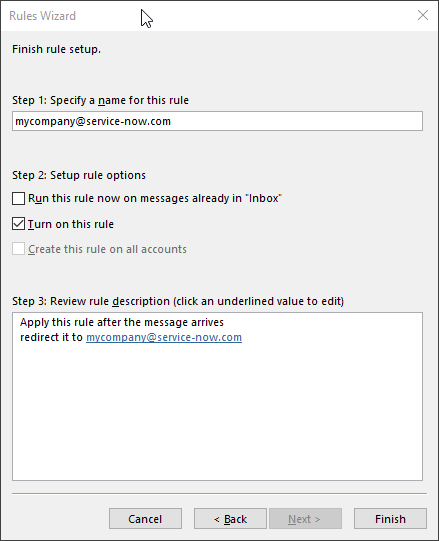 Rules Wizard
Finish rule setup.
Step 1: Specify a name for this rule
mycompany@service-now.com
Step 2: Setup rule options
Run this rule now on messages already in "Inbox"
Turn on this rule
Create this rule on all accounts
Step 3: Review rule description (click an underlined value to edit)
Apply this rule after the message arrives
redirect it to mycompany@service-now.com
Cancel < Back Next > Finish